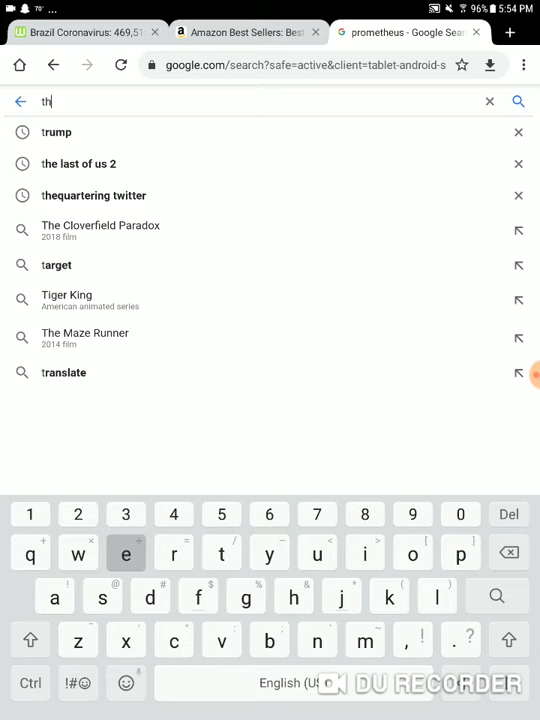 70° ... 96% 5:54 PM
Brazil Coronavirus: 469,51
Amazon Best Sellers: Best
prometheus - Google Sear
google.com/search?safe=active&client=tablet-android-s
th
trump
the last of us 2
thequartering twitter
The Cloverfield Paradox
2018 film
target
Tiger King
American animated series
The Maze Runner
2014 film
translate
1 2 3 4 5 6 7 8 9 0 Del
+ × ÷ = / _ < > [ ]
q w e r t y u i o p
! @ # $ % & * ( )
a s d f g h j k l
- ' " : ; , ? ! ?
z x c v b n m , .
Ctrl !#☺ English (US)
DU RECORDER